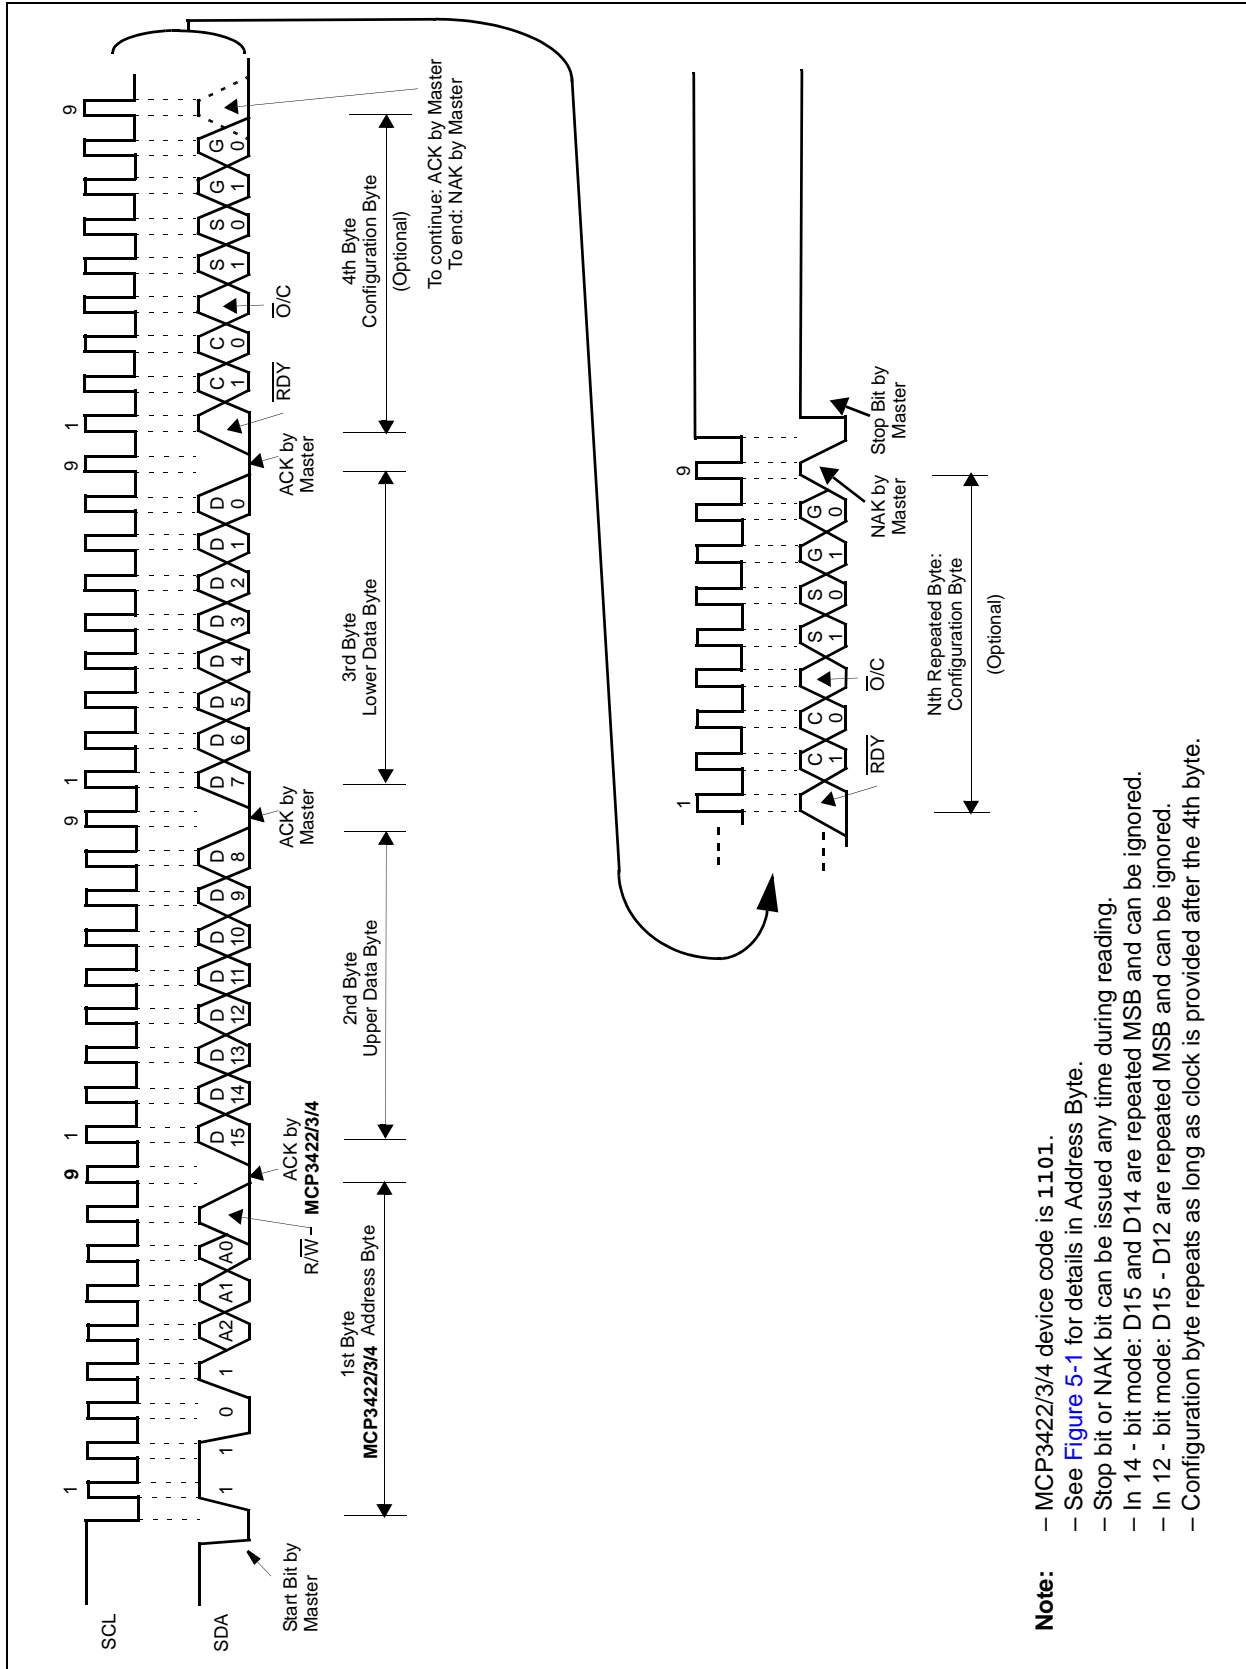 SCL
1
9
1
9
1
9
1
9
SDA
1 1 0 1 A2 A1 A0
D 15
D 14
D 13
D 12
D 11
D 10
D 9
D 8
D 7
D 6
D 5
D 4
D 3
D 2
D 1
D 0
C 1
C 0
S 1
S 0
G 1
G 0
Start Bit by
Master
R/W̅
ACK by
MCP3422/3/4
ACK by
Master
ACK by
Master
R̅D̅Y̅
O̅/C
1st Byte
MCP3422/3/4 Address Byte
2nd Byte
Upper Data Byte
3rd Byte
Lower Data Byte
4th Byte
Configuration Byte
(Optional)
To continue: ACK by Master
To end: NAK by Master
1
9
C 1
C 0
S 1
S 0
G 1
G 0
R̅D̅Y̅
O̅/C
NAK by
Master
Stop Bit by
Master
Nth Repeated Byte:
Configuration Byte
(Optional)
Note: – MCP3422/3/4 device code is 1101.
– See Figure 5-1 for details in Address Byte.
– Stop bit or NAK bit can be issued any time during reading.
– In 14 - bit mode: D15 and D14 are repeated MSB and can be ignored.
– In 12 - bit mode: D15 - D12 are repeated MSB and can be ignored.
– Configuration byte repeats as long as clock is provided after the 4th byte.